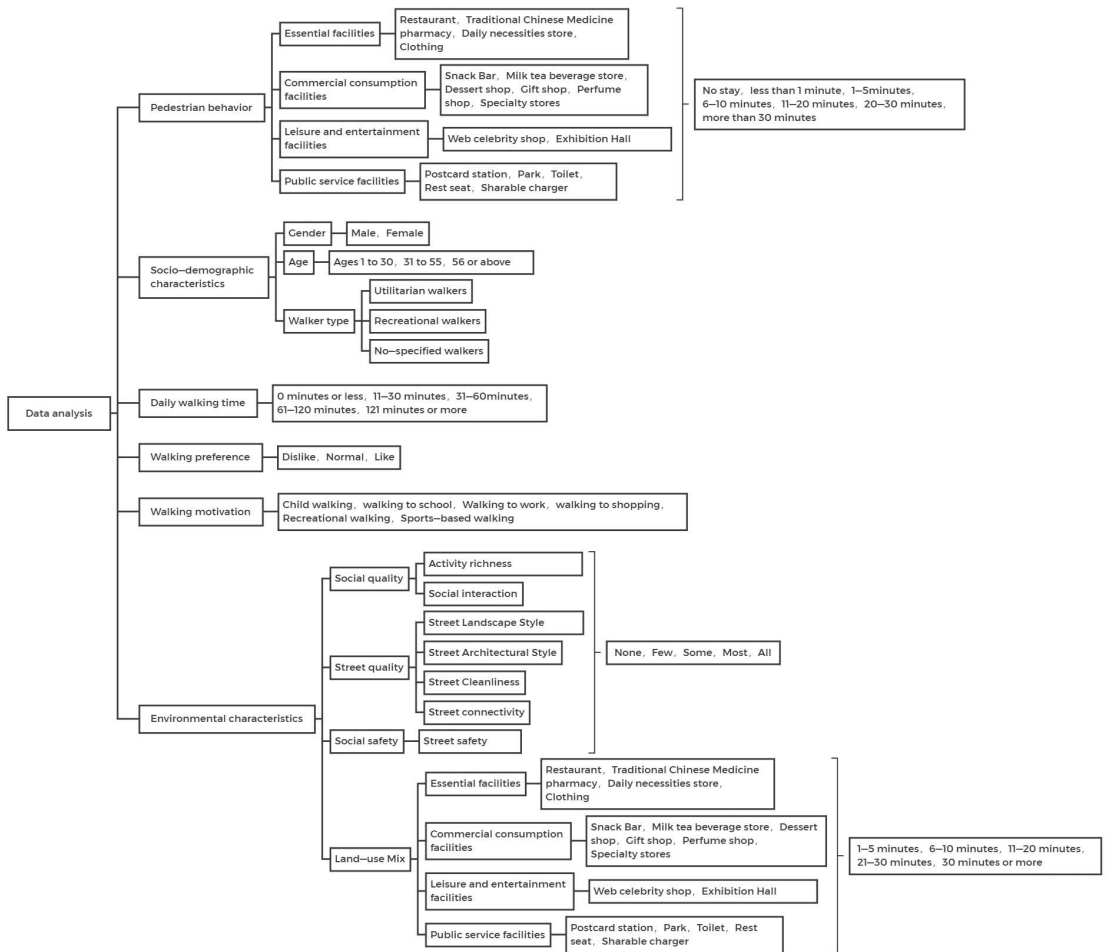 Data analysis
Pedestrian behavior
Essential facilities
Restaurant, Traditional Chinese Medicine
pharmacy, Daily necessities store,
Clothing
Commercial consumption
facilities
Snack Bar, Milk tea beverage store,
Dessert shop, Gift shop, Perfume
shop, Specialty stores
Leisure and entertainment
facilities
Web celebrity shop, Exhibition Hall
Public service facilities
Postcard station, Park, Toilet,
Rest seat, Sharable charger
No stay, less than 1 minute, 1—5minutes,
6—10 minutes, 11—20 minutes, 20—30 minutes,
more than 30 minutes
Socio—demographic
characteristics
Gender
Male, Female
Age
Ages 1 to 30, 31 to 55, 56 or above
Walker type
Utilitarian walkers
Recreational walkers
No—specified walkers
Daily walking time
0 minutes or less, 11—30 minutes, 31—60minutes,
61—120 minutes, 121 minutes or more
Walking preference
Dislike, Normal, Like
Walking motivation
Child walking, walking to school, Walking to work, walking to shopping,
Recreational walking, Sports—based walking
Environmental characteristics
Social quality
Activity richness
Social interaction
Street quality
Street Landscape Style
Street Architectural Style
Street Cleanliness
Street connectivity
Social safety
Street safety
None, Few, Some, Most, All
Land—use Mix
Essential facilities
Restaurant, Traditional Chinese Medicine
pharmacy, Daily necessities store,
Clothing
Commercial consumption
facilities
Snack Bar, Milk tea beverage store, Dessert
shop, Gift shop, Perfume shop,
Specialty stores
Leisure and entertainment
facilities
Web celebrity shop, Exhibition Hall
Public service facilities
Postcard station, Park, Toilet, Rest
seat, Sharable charger
1—5 minutes, 6—10 minutes, 11—20 minutes,
21—30 minutes, 30 minutes or more